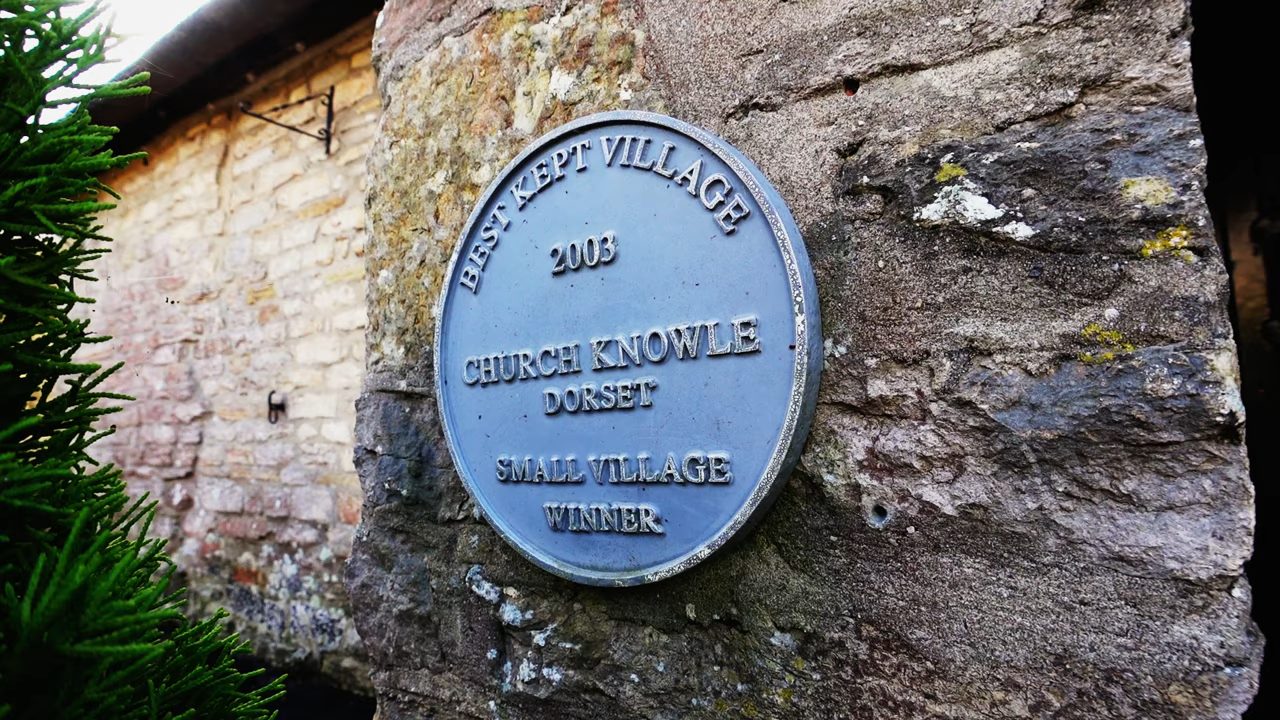 BEST KEPT VILLAGE
2003
CHURCH KNOWLE
DORSET
SMALL VILLAGE
WINNER